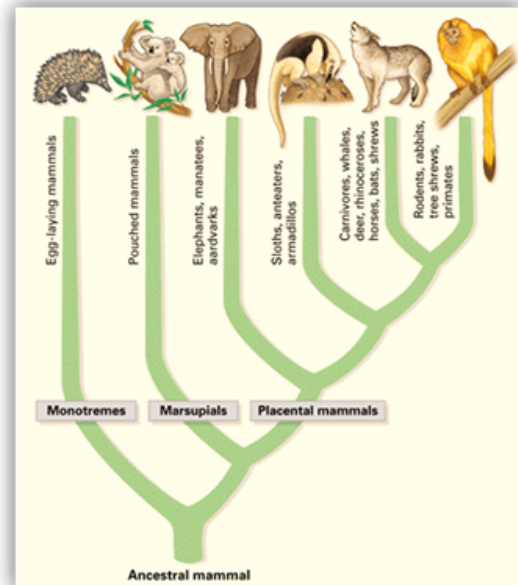 Egg-laying mammals
Pouched mammals
Elephants, manatees,
aardvarks
Sloths, anteaters,
armadillos
Carnivores, whales,
deer, rhinoceroses,
horses, bats, shrews
Rodents, rabbits,
tree shrews,
primates
Monotremes
Marsupials
Placental mammals
Ancestral mammal